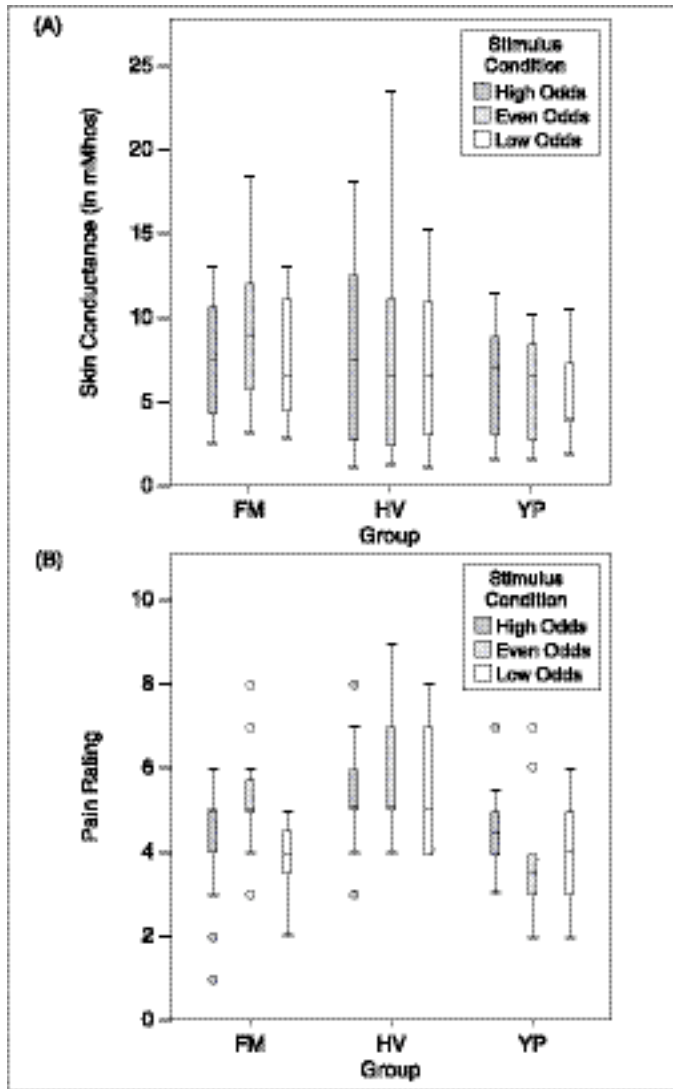 (A)
Stimulus
Condition
High Odds
Even Odds
Low Odds
Skin Conductance (in mMhos)
25
20
15
10
5
0
FM
HV
YP
Group
(B)
Stimulus
Condition
High Odds
Even Odds
Low Odds
Pain Rating
10
8
6
4
2
0
FM
HV
YP
Group